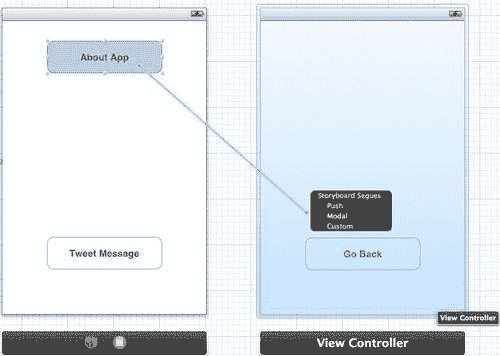 About App
Storyboard Segues
Push
Modal
Custom
Tweet Message
Go Back
View Controller
View Controller